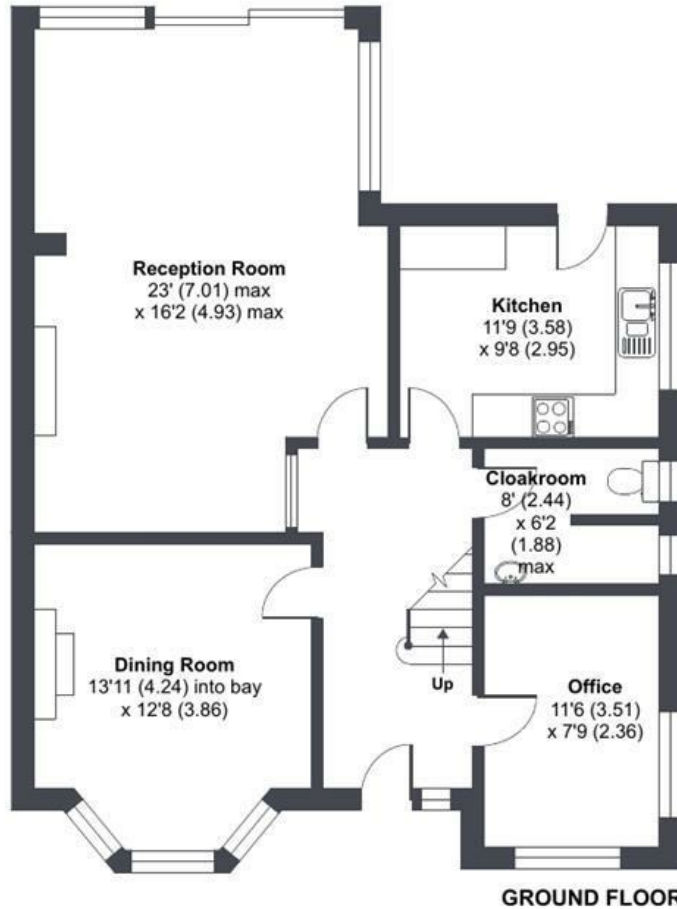 Reception Room
23' (7.01) max
x 16'2 (4.93) max
Kitchen
11'9 (3.58)
x 9'8 (2.95)
Cloakroom
8' (2.44)
x 6'2
(1.88)
max
Dining Room
13'11 (4.24) into bay
x 12'8 (3.86)
Up
Office
11'6 (3.51)
x 7'9 (2.36)
GROUND FLOOR